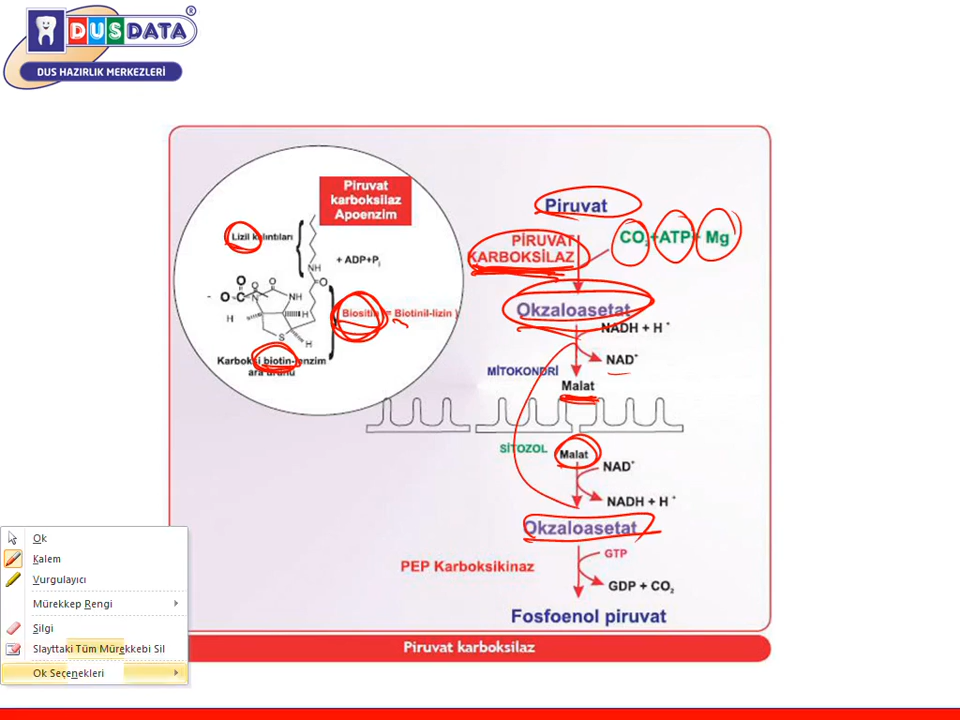 DUSDATA
®
DUS HAZIRLIK MERKEZLERİ
Piruvat
karboksilaz
Apoenzim
Lizil kalıntıları
+ ADP+Pi
NH
O
O
- O C N
O
NH
H
H
S
H
Biositin (= Biotinil-lizin )
Karboksi biotin-enzim
ara ürünü
Piruvat
PİRUVAT
KARBOKSİLAZ
CO2+ATP+ Mg
Okzaloasetat
NADH + H+
NAD+
MİTOKONDRİ
Malat
SİTOZOL
Malat
NAD+
NADH + H+
Okzaloasetat
PEP Karboksikinaz
GTP
GDP + CO2
Fosfoenol piruvat
Piruvat karboksilaz
Ok
Kalem
Vurgulayıcı
Mürekkep Rengi
Silgi
Slayttaki Tüm Mürekkebi Sil
Ok Seçenekleri